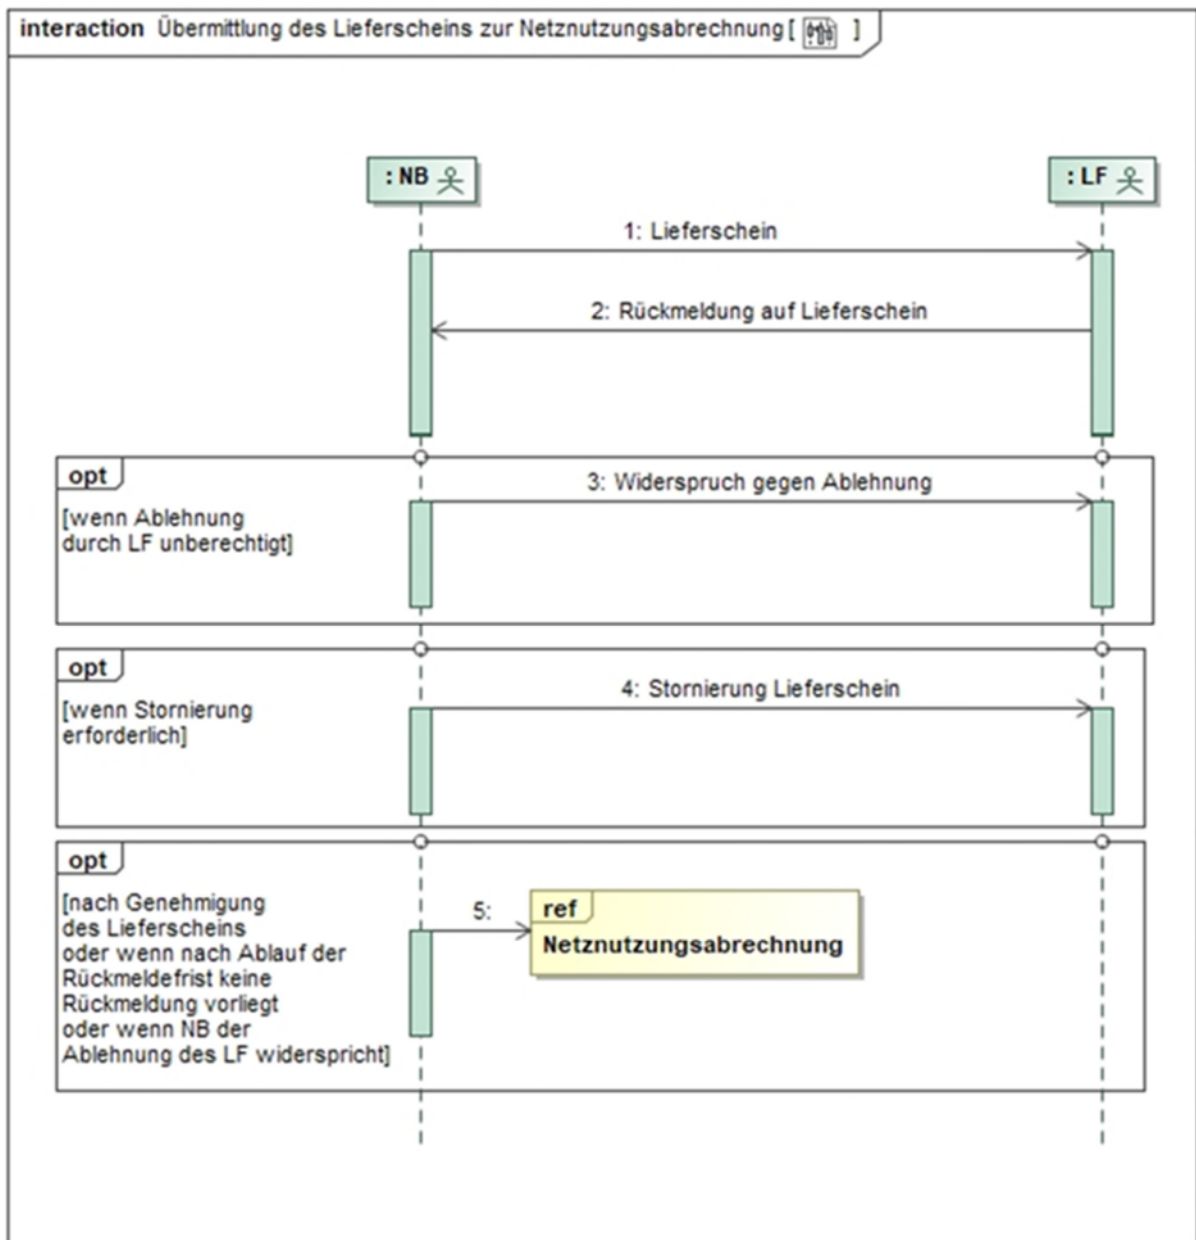 interaction Übermittlung des Lieferscheins zur Netznutzungsabrechnung [ ]
: NB
: LF
1: Lieferschein
2: Rückmeldung auf Lieferschein
opt
3: Widerspruch gegen Ablehnung
[wenn Ablehnung
durch LF unberechtigt]
opt
4: Stornierung Lieferschein
[wenn Stornierung
erforderlich]
opt
[nach Genehmigung
des Lieferscheins
oder wenn nach Ablauf der
Rückmeldefrist keine
Rückmeldung vorliegt
oder wenn NB der
Ablehnung des LF widerspricht]
5:
ref
Netznutzungsabrechnung